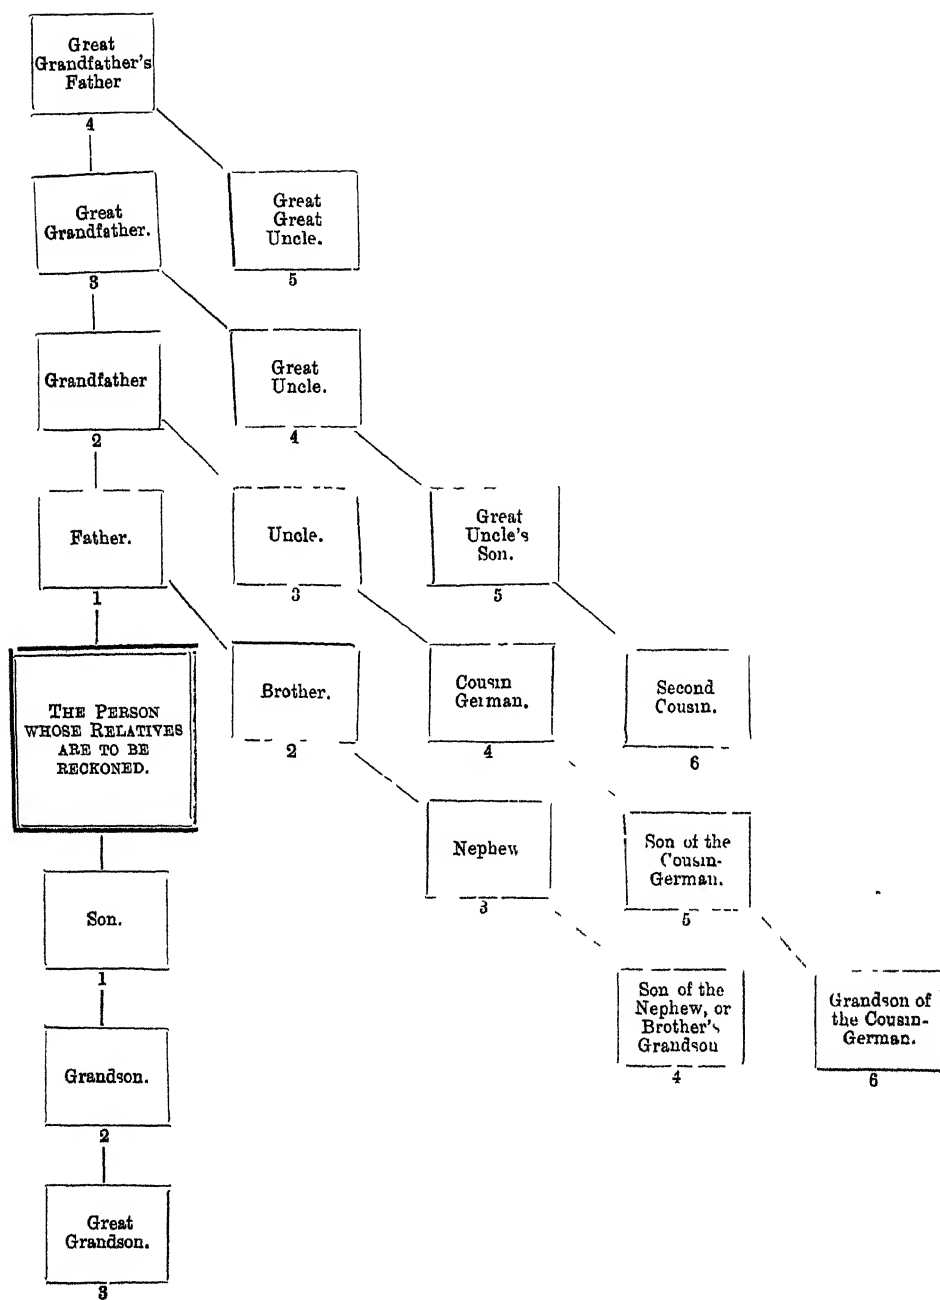 Great
Grandfather's
Father
4
Great
Grandfather.
3
Great
Great
Uncle.
5
Grandfather
2
Great
Uncle.
4
Father.
1
Uncle.
3
Great
Uncle's
Son.
5
THE PERSON
WHOSE RELATIVES
ARE TO BE
RECKONED.
Brother.
2
Cousin
German.
4
Second
Cousin.
6
Nephew
3
Son of the
Cousin-
German.
5
Son.
1
Son of the
Nephew, or
Brother's
Grandson
4
Grandson of
the Cousin-
German.
6
Grandson.
2
Great
Grandson.
3